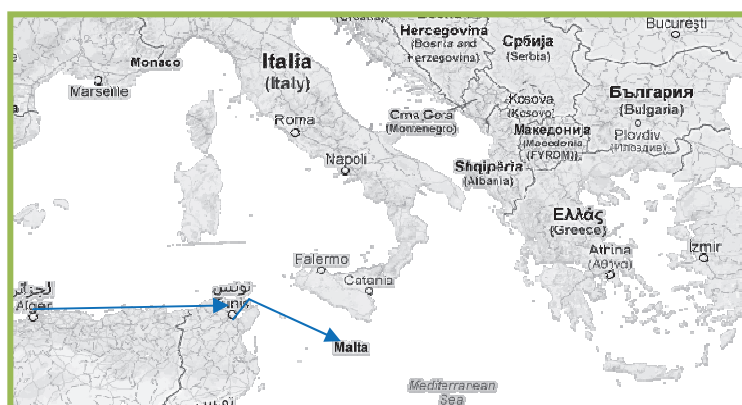 Hercegovina
(Bosnia and
Herzegovina)
Србија
(Serbia)
Bucureşti
Monaco
Marseille
Italia
(Italy)
Roma
Napoli
Crna Gora
(Montenegro)
Kosova
(Kosovo)
България
(Bulgaria)
Plovdiv
(Пловдив)
Македонија
(Macedonia
(FYROM))
Shqipëria
(Albania)
Ελλάς
(Greece)
Athina
(Αθήνα)
Izmir
Palermo
Catania
تونس
Tunis
Alger
Malta
Mediterranean
Sea